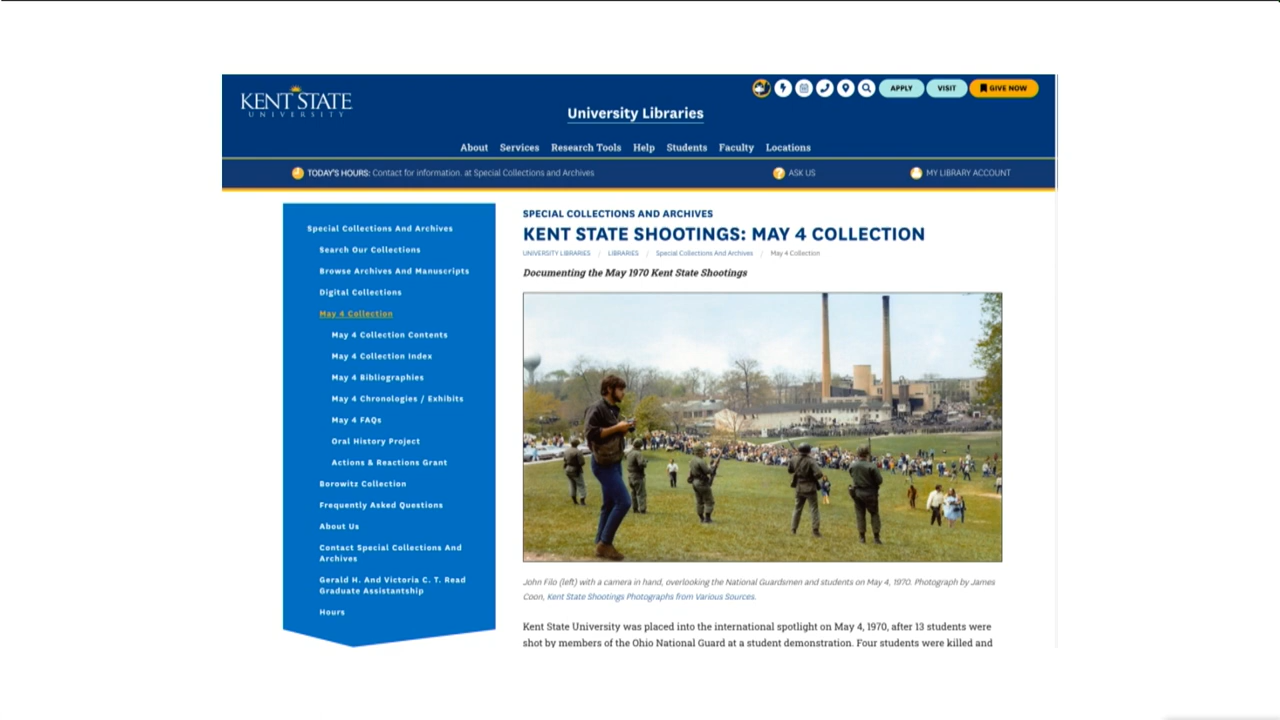 KENT STATE
UNIVERSITY
APPLY
VISIT
GIVE NOW
University Libraries
About
Services
Research Tools
Help
Students
Faculty
Locations
TODAY'S HOURS: Contact for information. at Special Collections and Archives
ASK US
MY LIBRARY ACCOUNT
Special Collections And Archives
Search Our Collections
Browse Archives And Manuscripts
Digital Collections
May 4 Collection
May 4 Collection Contents
May 4 Collection Index
May 4 Bibliographies
May 4 Chronologies / Exhibits
May 4 FAQs
Oral History Project
Actions & Reactions Grant
Borowitz Collection
Frequently Asked Questions
About Us
Contact Special Collections And
Archives
Gerald H. And Victoria C. T. Read
Graduate Assistantship
Hours
SPECIAL COLLECTIONS AND ARCHIVES
KENT STATE SHOOTINGS: MAY 4 COLLECTION
UNIVERSITY LIBRARIES / LIBRARIES / Special Collections And Archives / May 4 Collection
Documenting the May 1970 Kent State Shootings
John Filo (left) with a camera in hand, overlooking the National Guardsmen and students on May 4, 1970. Photograph by James
Coon, Kent State Shootings Photographs from Various Sources.
Kent State University was placed into the international spotlight on May 4, 1970, after 13 students were
shot by members of the Ohio National Guard at a student demonstration. Four students were killed and